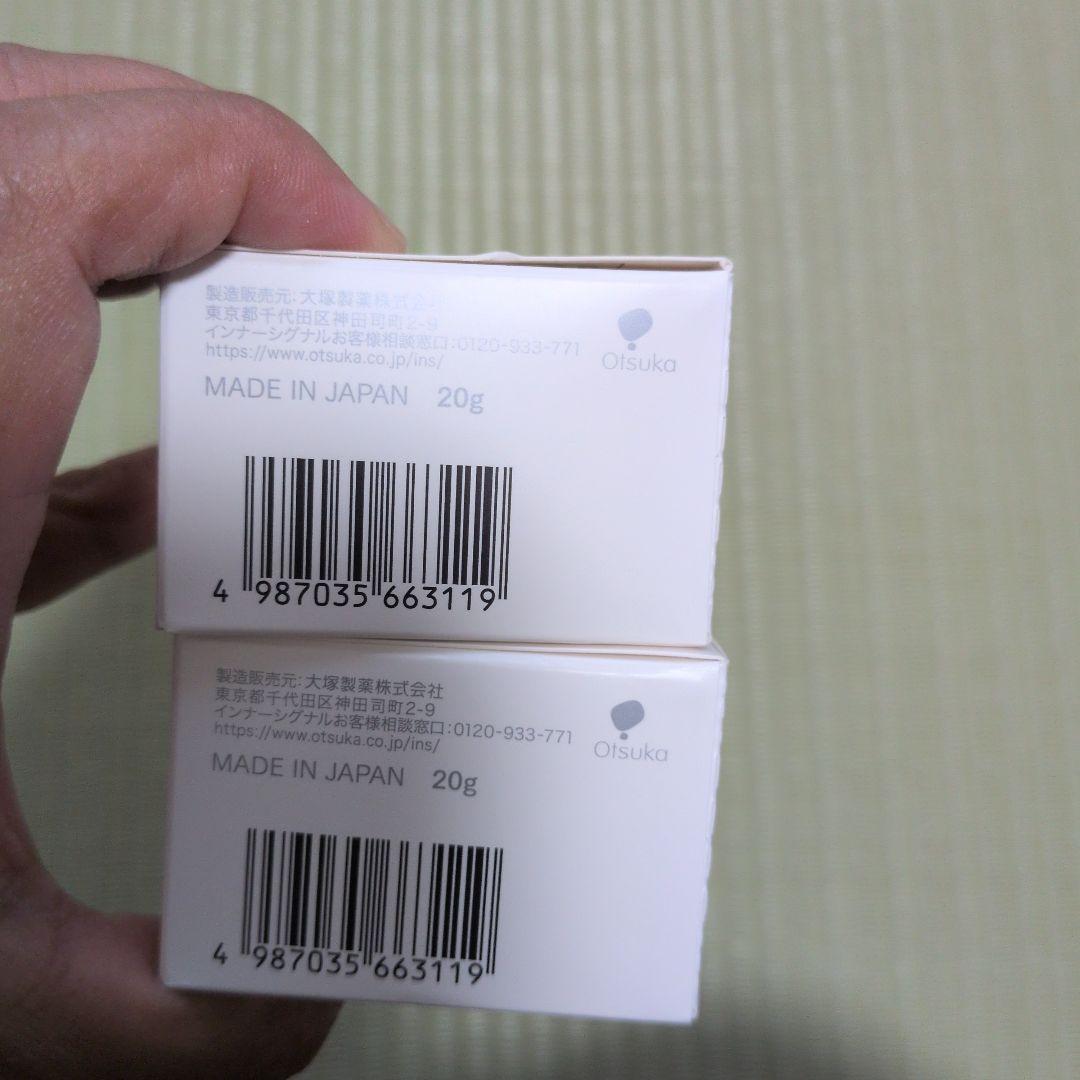 製造販売元:大塚製薬株式会社
東京都千代田区神田司町2-9
インナーシグナルお客様相談窓口:0120-933-771
https://www.otsuka.co.jp/ins/
Otsuka
MADE IN JAPAN 20g
4 987035 663119
製造販売元:大塚製薬株式会社
東京都千代田区神田司町2-9
インナーシグナルお客様相談窓口:0120-933-771
https://www.otsuka.co.jp/ins/
Otsuka
MADE IN JAPAN 20g
4 987035 663119